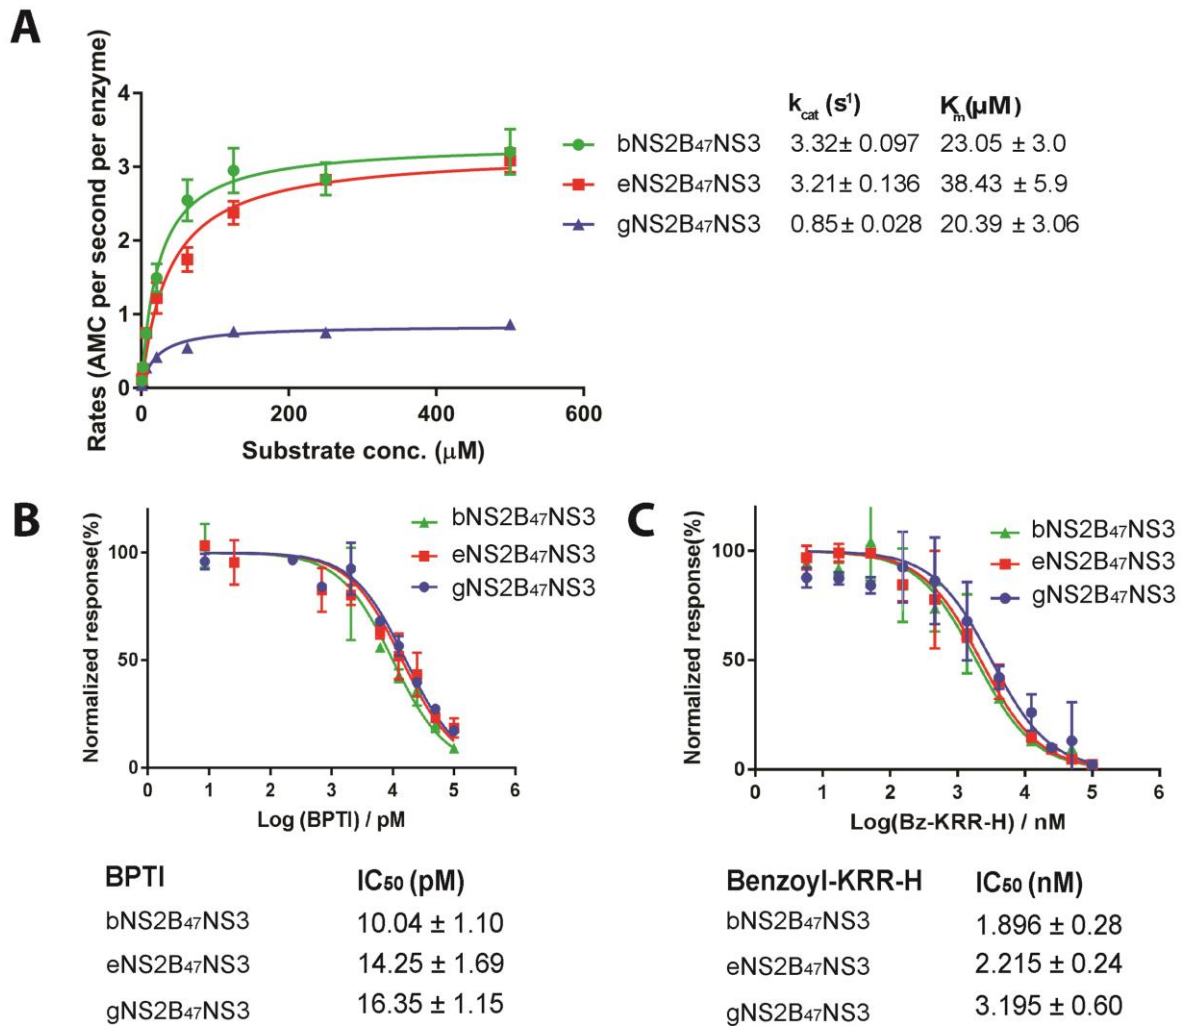 A
Rates (AMC per second per enzyme)
4
3
2
1
0
0 200 400 600
Substrate conc. (μM)
kcat (s¹) Km(μM)
bNS2B47NS3 3.32± 0.097 23.05 ± 3.0
eNS2B47NS3 3.21± 0.136 38.43 ± 5.9
gNS2B47NS3 0.85± 0.028 20.39 ± 3.06
B
Normalized response(%)
100
50
0
0 1 2 3 4 5 6
Log (BPTI) / pM
bNS2B47NS3
eNS2B47NS3
gNS2B47NS3
C
Normalized response(%)
100
50
0
0 1 2 3 4 5 6
Log(Bz-KRR-H) / nM
bNS2B47NS3
eNS2B47NS3
gNS2B47NS3
BPTI IC50 (pM)
bNS2B47NS3 10.04 ± 1.10
eNS2B47NS3 14.25 ± 1.69
gNS2B47NS3 16.35 ± 1.15
Benzoyl-KRR-H IC50 (nM)
bNS2B47NS3 1.896 ± 0.28
eNS2B47NS3 2.215 ± 0.24
gNS2B47NS3 3.195 ± 0.60